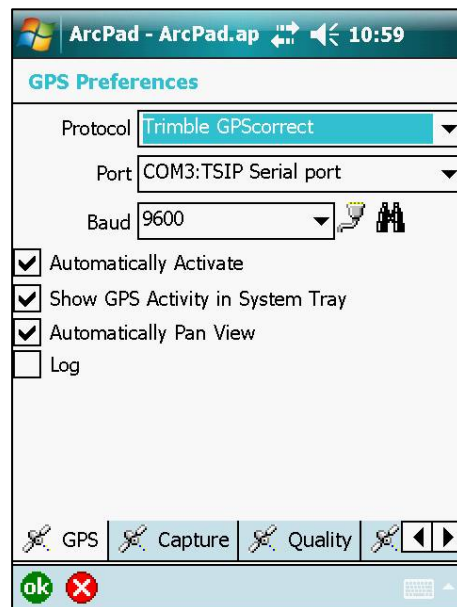 ArcPad - ArcPad.ap 10:59
GPS Preferences
Protocol Trimble GPScorrect
Port COM3:TSIP Serial port
Baud 9600
Automatically Activate
Show GPS Activity in System Tray
Automatically Pan View
Log
GPS Capture Quality
ok